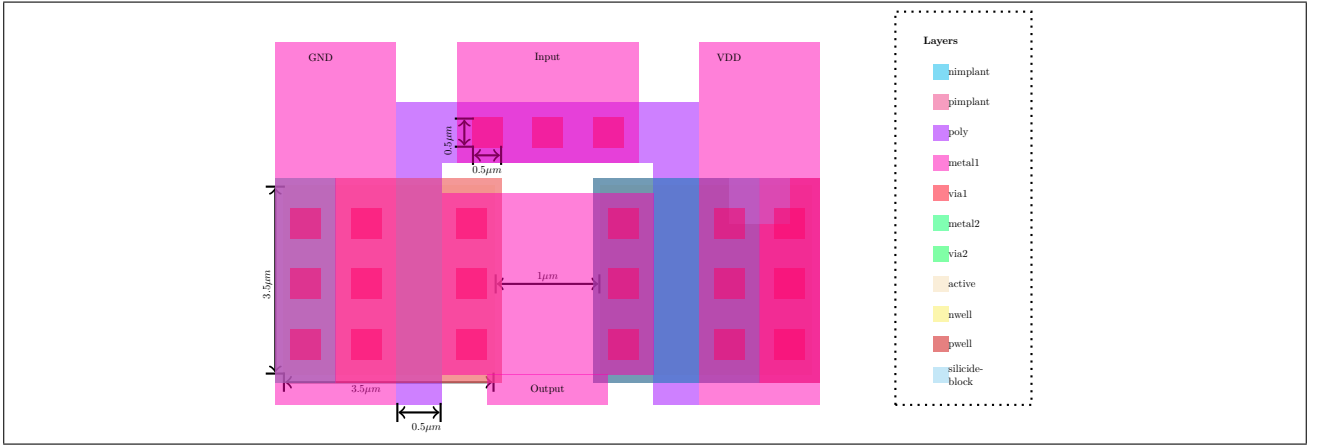 GND
Input
VDD
0.5μm
0.5μm
3.5μm
1μm
3.5μm
Output
0.5μm
Layers
nimplant
pimplant
poly
metal1
via1
metal2
via2
active
nwell
pwell
silicide-
block